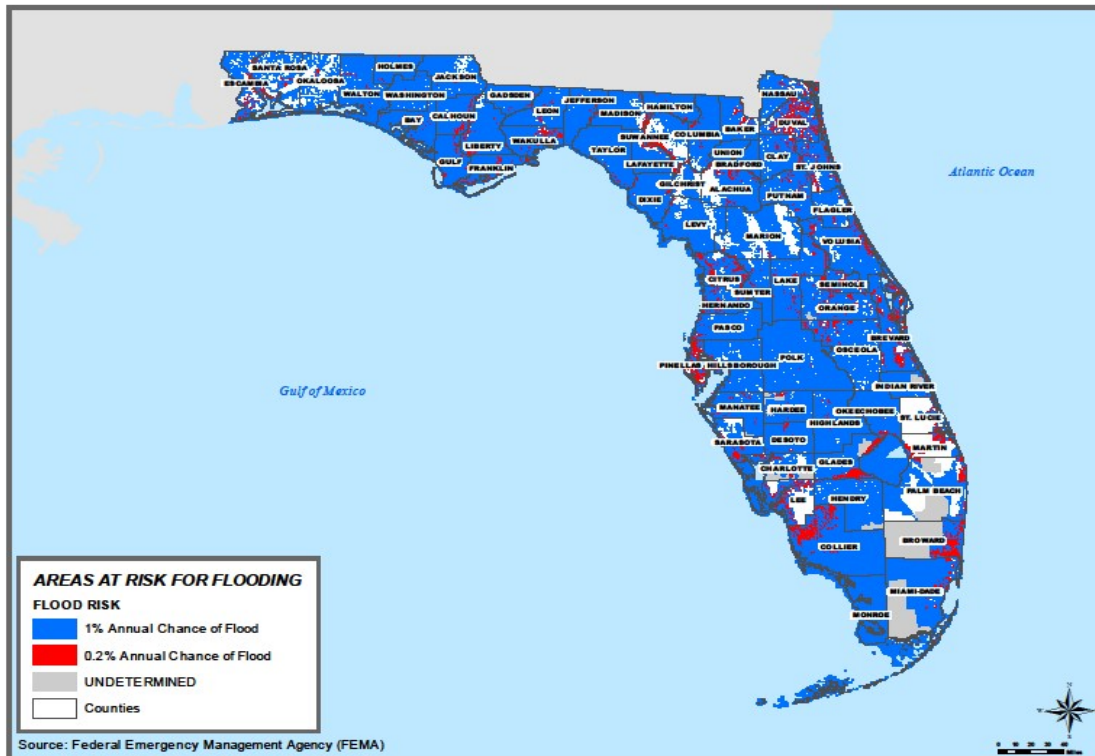 SANTA ROSA
HOLMES
JACKSON
ESCAMBIA
OKALOOSA
WALTON
WASHINGTON
GADSDEN
JEFFERSON
HAMILTON
NASSAU
BAY
CALHOUN
LEON
MADISON
DUVAL
LIBERTY
WAKULLA
SUWANNEE
COLUMBIA
BAKER
TAYLOR
UNION
CLAY
GULF
FRANKLIN
LAFAYETTE
BRADFORD
ST. JOHNS
Atlantic Ocean
GILCHRIST
ALACHUA
PUTNAM
DIXIE
FLAGLER
LEVY
MARION
VOLUSIA
CITRUS
LAKE
SEMINOLE
SUMTER
HERNANDO
ORANGE
PASCO
BREVARD
OSCEOLA
POLK
PINELLAS
HILLSBOROUGH
Gulf of Mexico
INDIAN RIVER
MANATEE
HARDEE
OKEECHOBEE
ST. LUCIE
HIGHLANDS
SARASOTA
DESOTO
MARTIN
CHARLOTTE
GLADES
LEE
HENDRY
PALM BEACH
COLLIER
BROWARD
MIAMI-DADE
MONROE
AREAS AT RISK FOR FLOODING
FLOOD RISK
1% Annual Chance of Flood
0.2% Annual Chance of Flood
UNDETERMINED
Counties
Source: Federal Emergency Management Agency (FEMA)